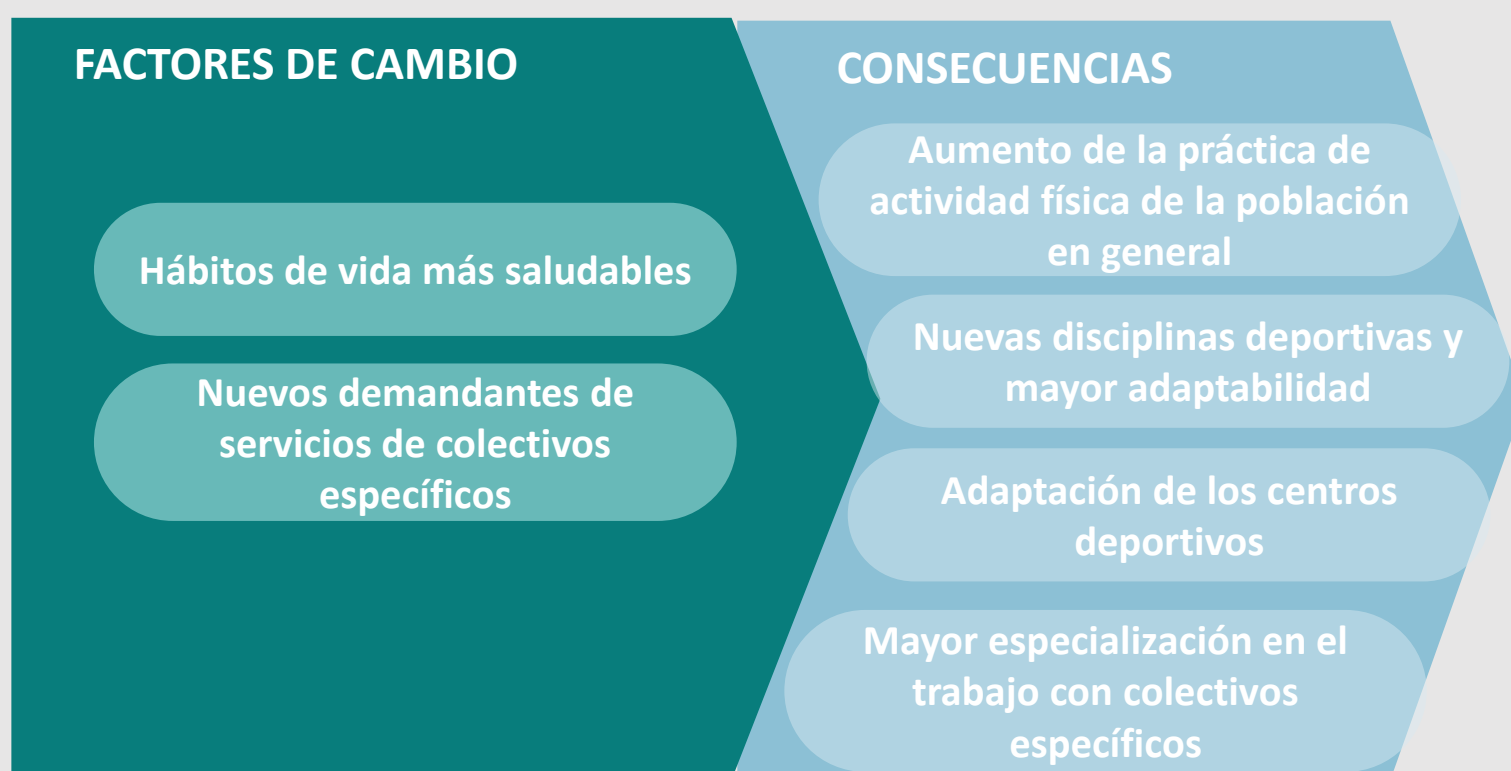 FACTORES DE CAMBIO
Hábitos de vida más saludables
Nuevos demandantes de
servicios de colectivos
específicos
CONSECUENCIAS
Aumento de la práctica de
actividad física de la población
en general
Nuevas disciplinas deportivas y
mayor adaptabilidad
Adaptación de los centros
deportivos
Mayor especialización en el
trabajo con colectivos
específicos